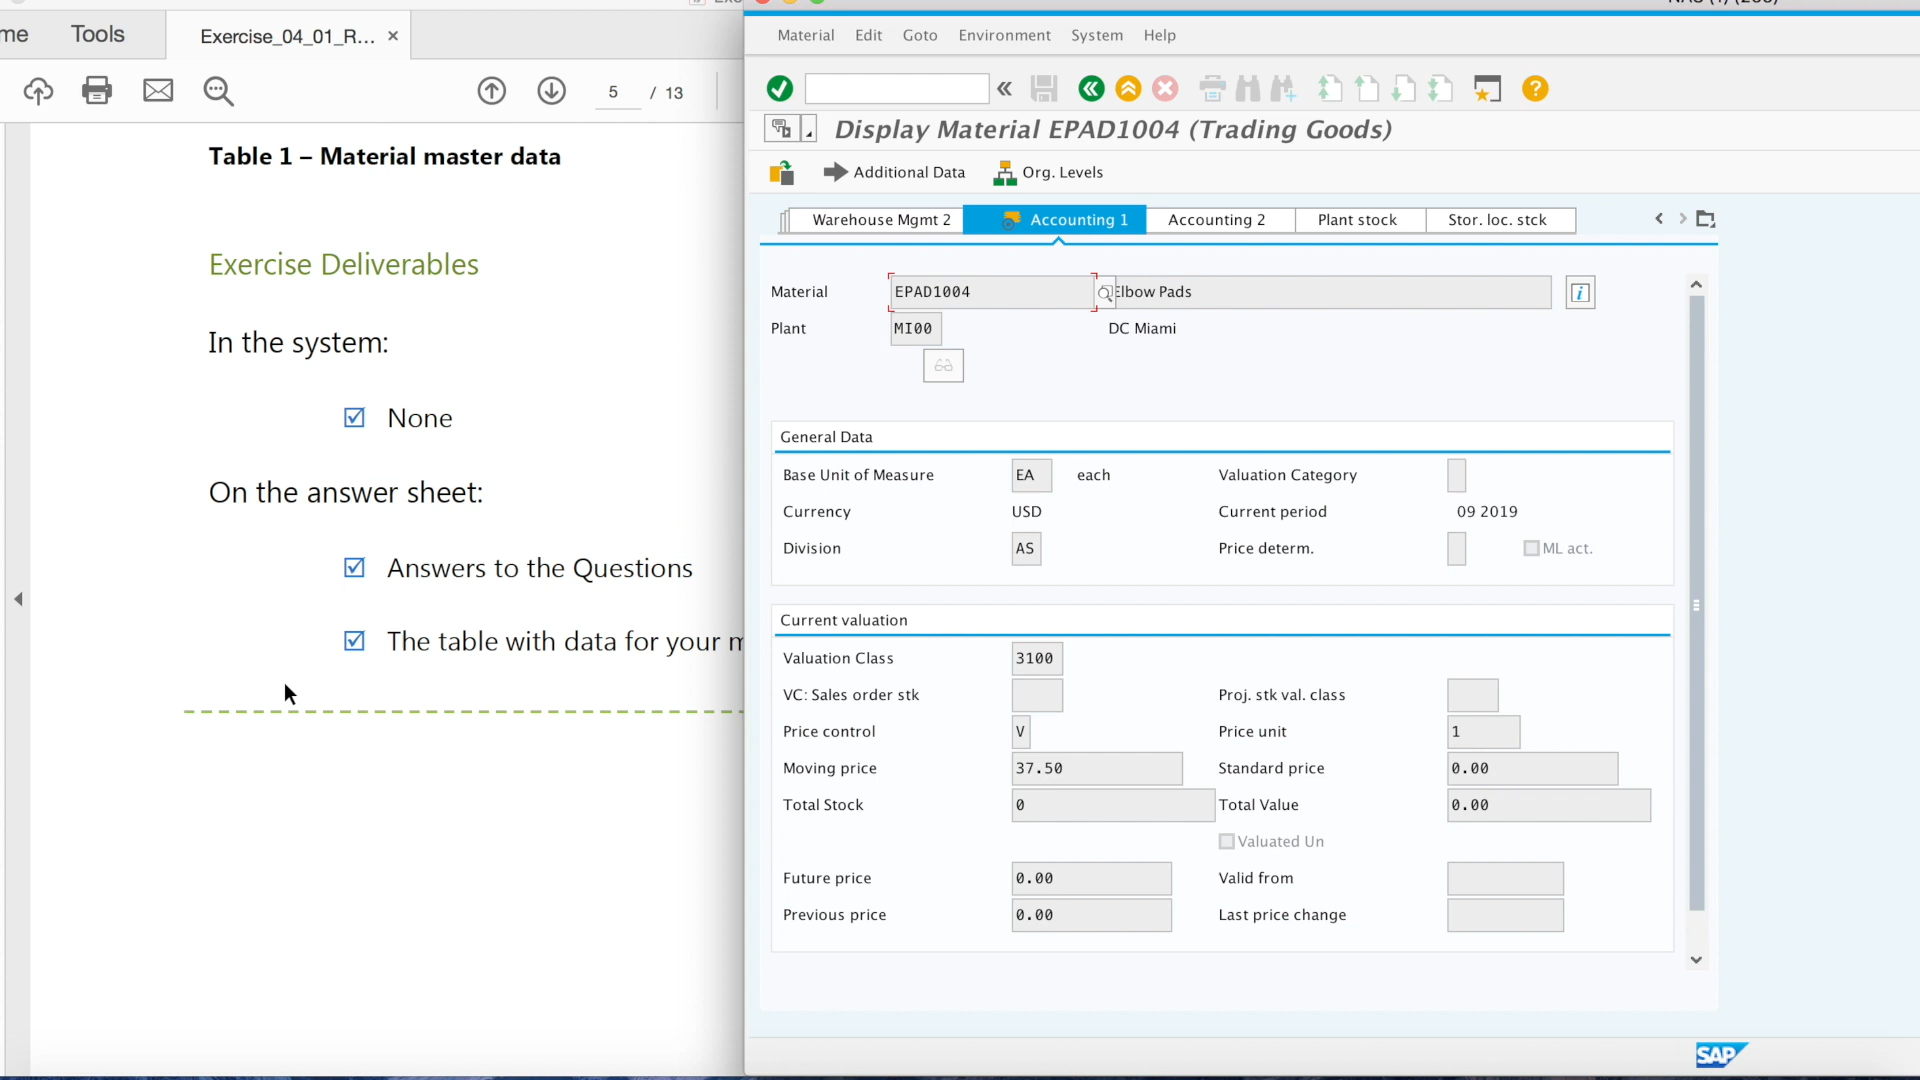 me
Tools
Exercise_04_01_R... ×
5 / 13
Table 1 – Material master data
Exercise Deliverables
In the system:
None
On the answer sheet:
Answers to the Questions
The table with data for your
Material Edit Goto Environment System Help
Display Material EPAD1004 (Trading Goods)
Additional Data Org. Levels
Warehouse Mgmt 2 Accounting 1 Accounting 2 Plant stock Stor. loc. stck
Material EPAD1004 Elbow Pads
Plant MI00 DC Miami
General Data
Base Unit of Measure EA each Valuation Category
Currency USD Current period 09 2019
Division AS Price determ. ML act.
Current valuation
Valuation Class 3100
VC: Sales order stk Proj. stk val. class
Price control V Price unit 1
Moving price 37.50 Standard price 0.00
Total Stock 0 Total Value 0.00
Valuated Un
Future price 0.00 Valid from
Previous price 0.00 Last price change
SAP